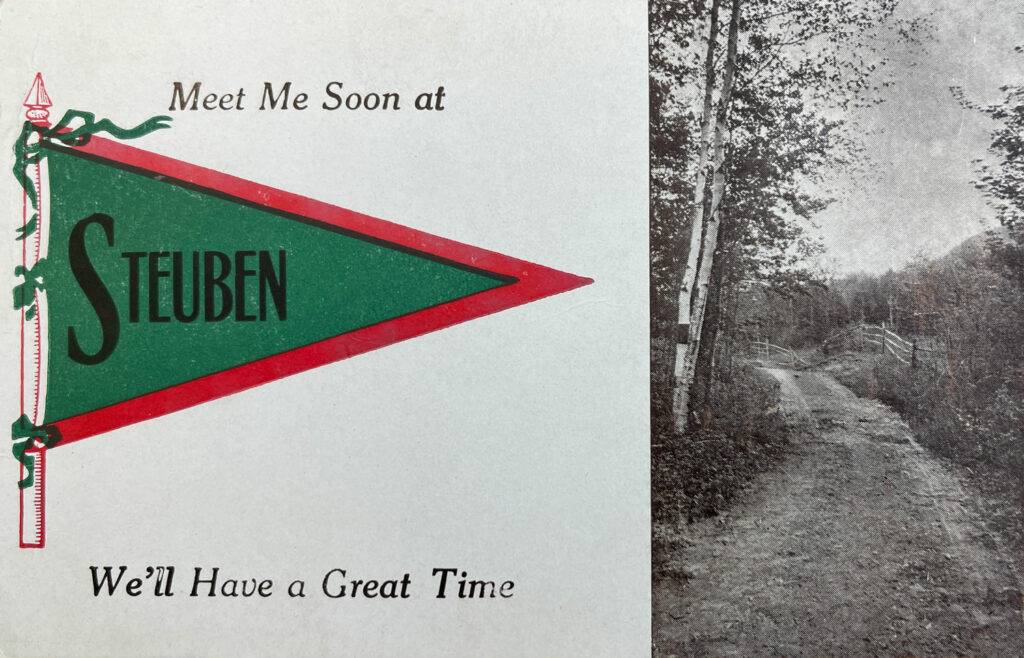 Meet Me Soon at
STEUBEN
We'll Have a Great Time